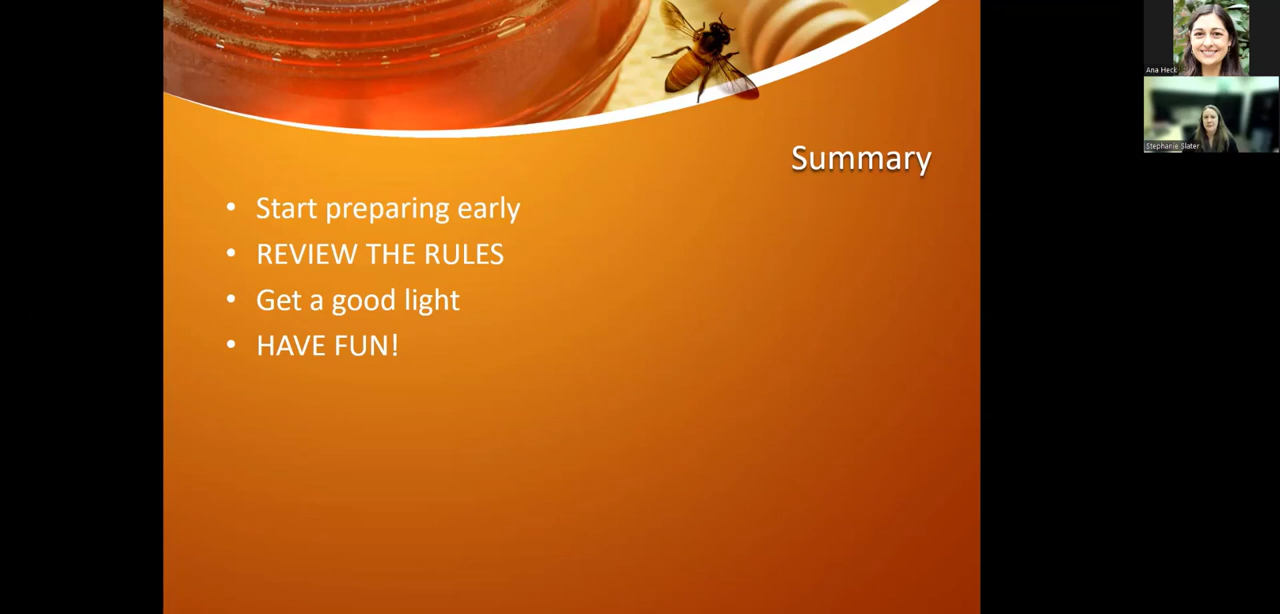 Summary
• Start preparing early
• REVIEW THE RULES
• Get a good light
• HAVE FUN!
Ana Heck
Stephanie Slater